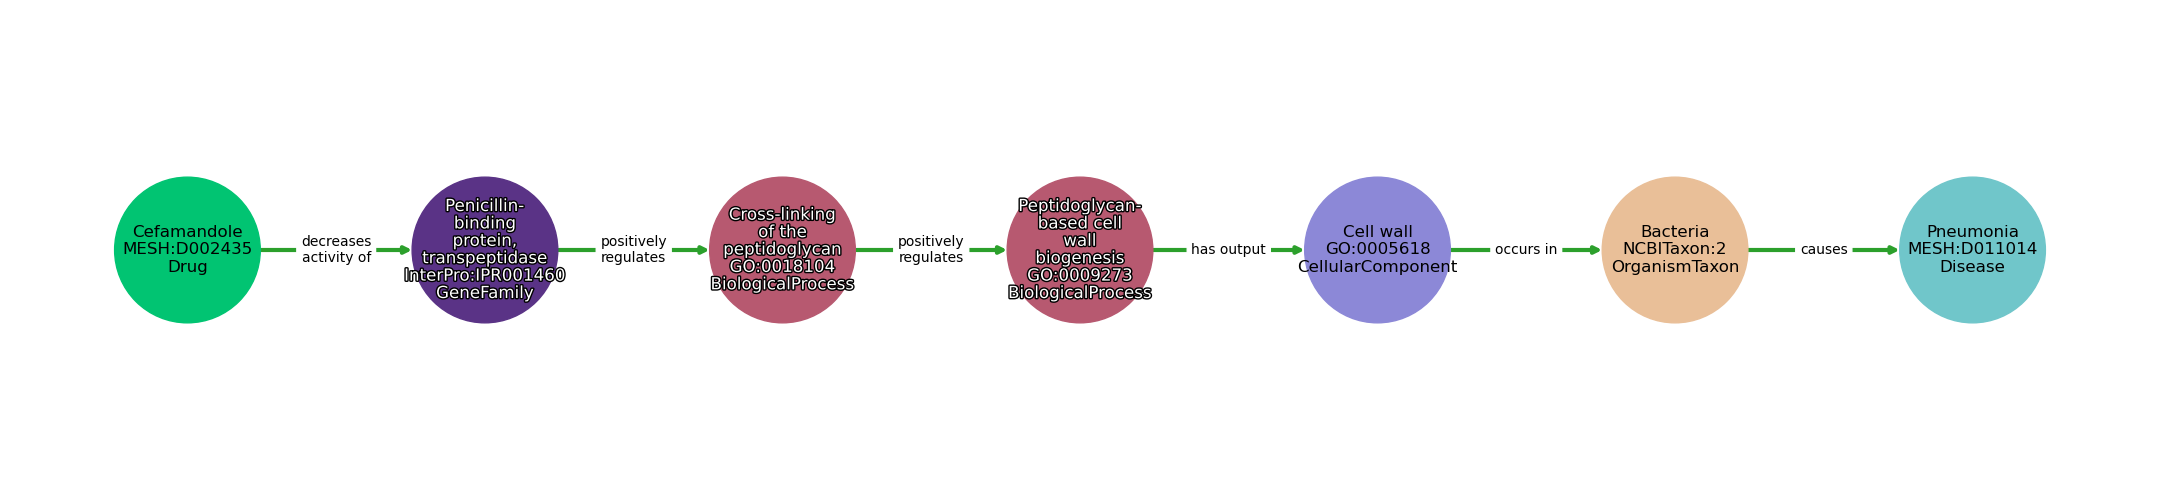 Cefamandole
MESH:D002435
Drug
decreases
activity of
Penicillin-
binding
protein,
transpeptidase
InterPro:IPR001460
GeneFamily
positively
regulates
Cross-linking
of the
peptidoglycan
GO:0018104
BiologicalProcess
positively
regulates
Peptidoglycan-
based cell
wall
biogenesis
GO:0009273
BiologicalProcess
has output
Cell wall
GO:0005618
CellularComponent
occurs in
Bacteria
NCBITaxon:2
OrganismTaxon
causes
Pneumonia
MESH:D011014
Disease